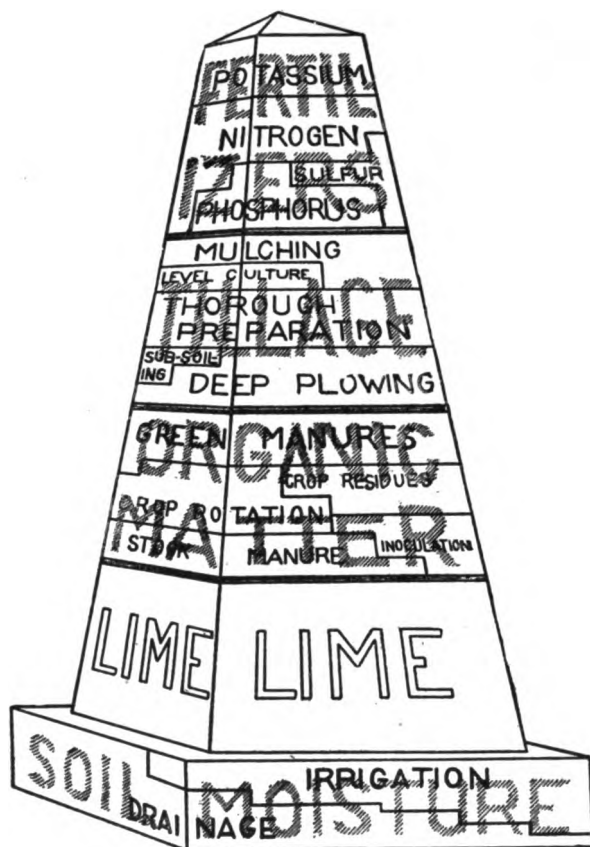 FERTIL-
POTASSIUM
NITROGEN
IZERS
SULFUR
PHOSPHORUS
MULCHING
LEVEL CULTURE
TILLAGE
THOROUGH
PREPARATION
SUB-SOIL-
ING
DEEP PLOWING
GREEN MANURES
ORGANIC
CROP RESIDUES
CROP ROTATION
MATTER
STOCK MANURE
INOCULATION
LIME LIME
SOIL MOISTURE
IRRIGATION
DRAINAGE